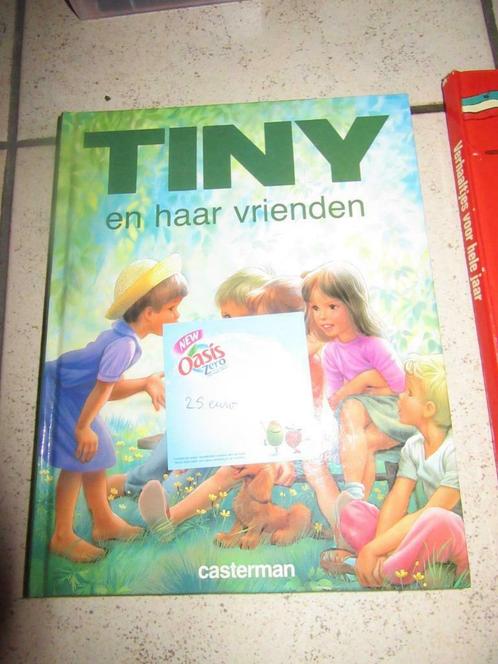 TINY
en haar vrienden
NEW
Oasis
Zero
25 euro
casterman
Verhaaltjes voor hele jaar